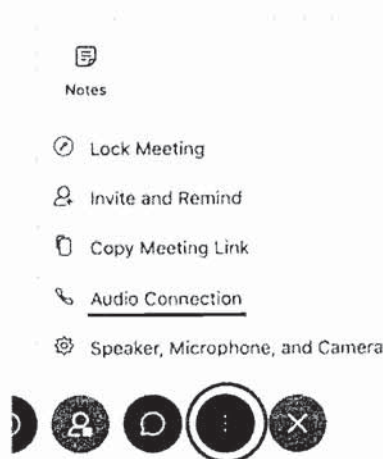 Notes
Lock Meeting
Invite and Remind
Copy Meeting Link
Audio Connection
Speaker, Microphone, and Camera